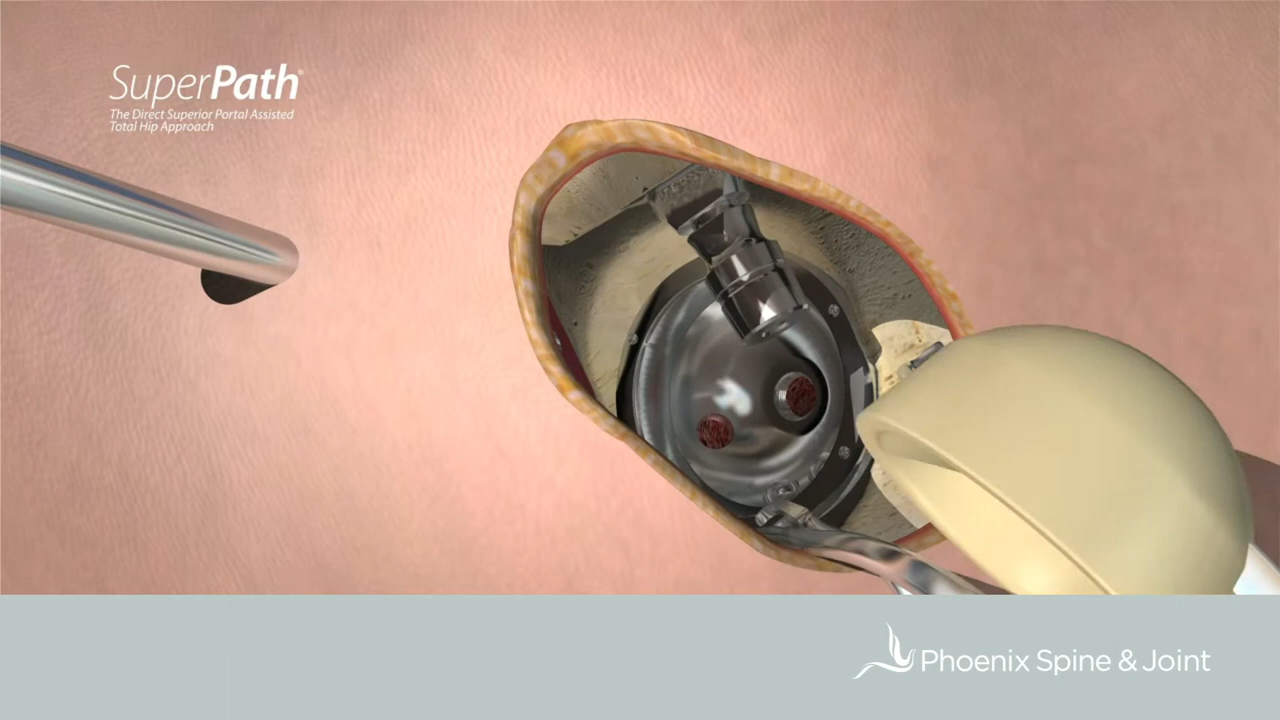 SuperPath®
The Direct Superior Portal Assisted
Total Hip Approach
Phoenix Spine & Joint